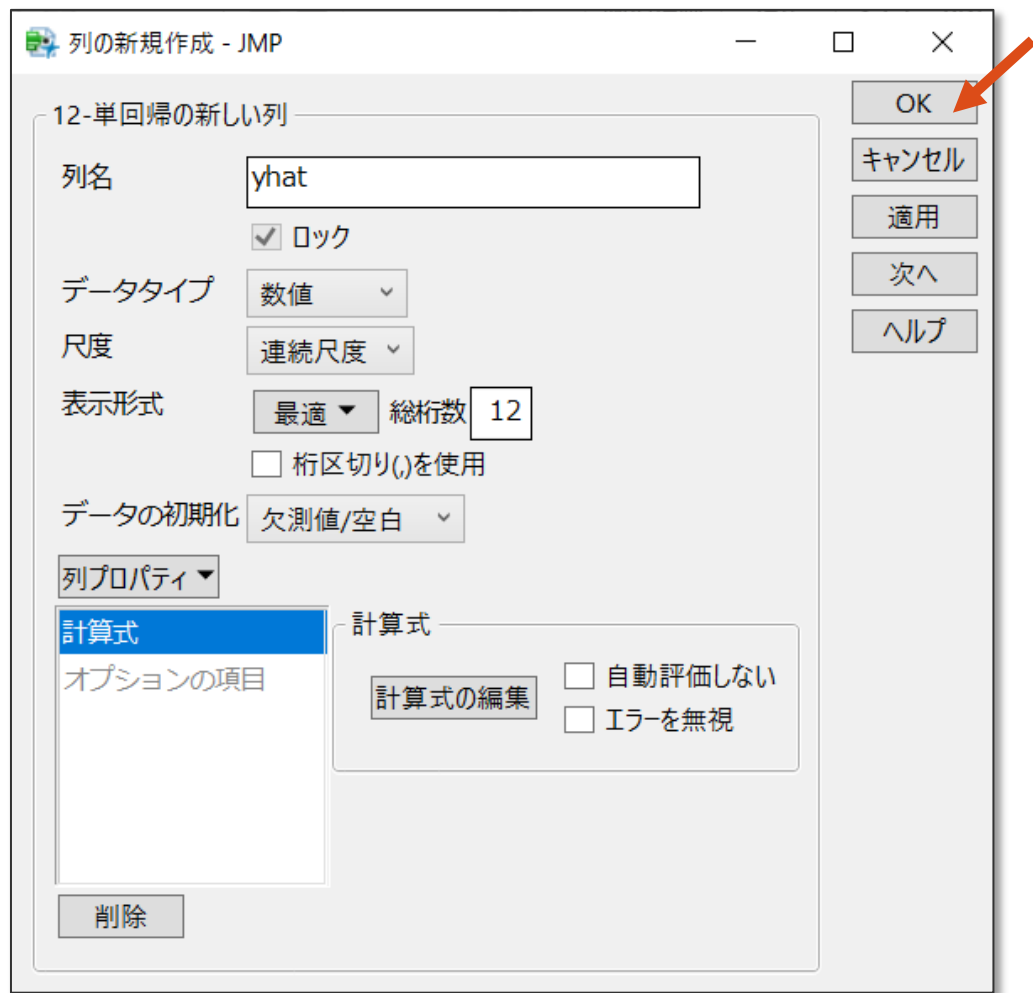 列の新規作成 - JMP
12-単回帰の新しい列
列名 yhat
ロック
データタイプ 数値
尺度 連続尺度
表示形式 最適 総桁数 12
桁区切り(,)を使用
データの初期化 欠測値/空白
列プロパティ
計算式
オプションの項目
計算式
計算式の編集
自動評価しない
エラーを無視
削除
OK
キャンセル
適用
次へ
ヘルプ